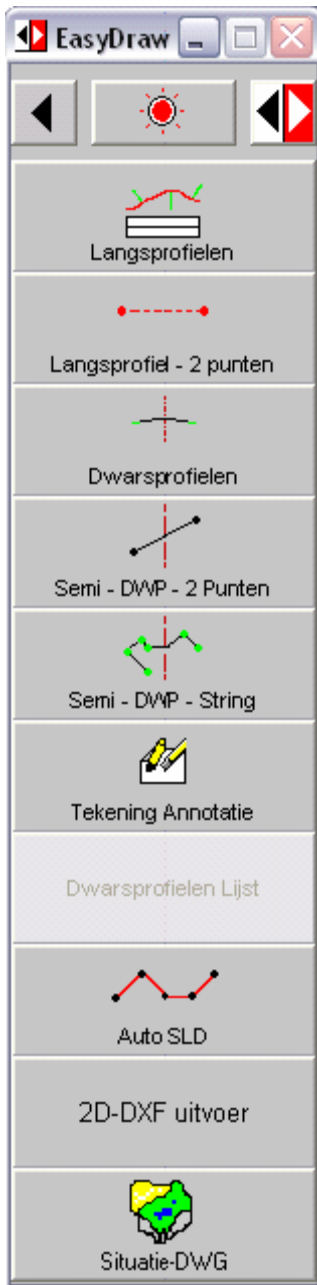 EasyDraw
Langsprofielen
Langsprofiel - 2 punten
Dwarsprofielen
Semi - DWP - 2 Punten
Semi - DWP - String
Tekening Annotatie
Dwarsprofielen Lijst
Auto SLD
2D-DXF uitvoer
Situatie-DWG